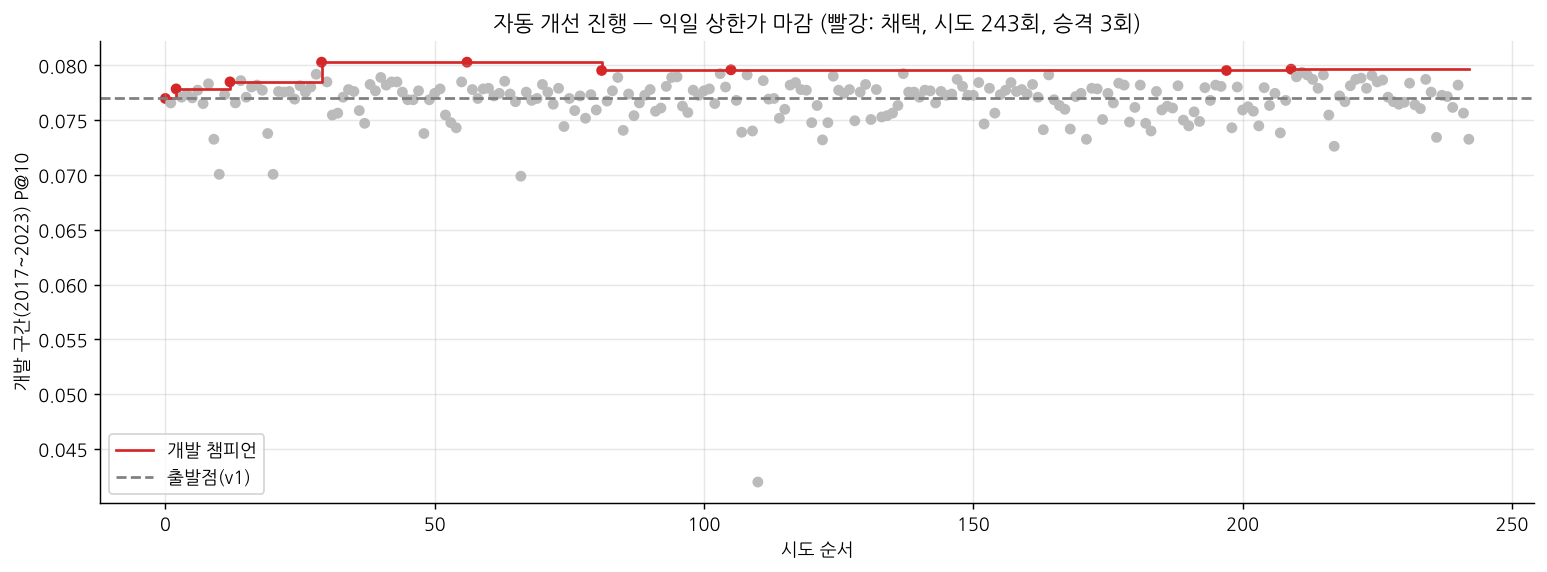 자동 개선 진행 — 익일 상한가 마감 (빨강: 채택, 시도 243회, 승격 3회)
개발 구간(2017~2023) P@10
0.080
0.075
0.070
0.065
0.060
0.055
0.050
0.045
개발 챔피언
출발점(v1)
0 50 100 150 200 250
시도 순서